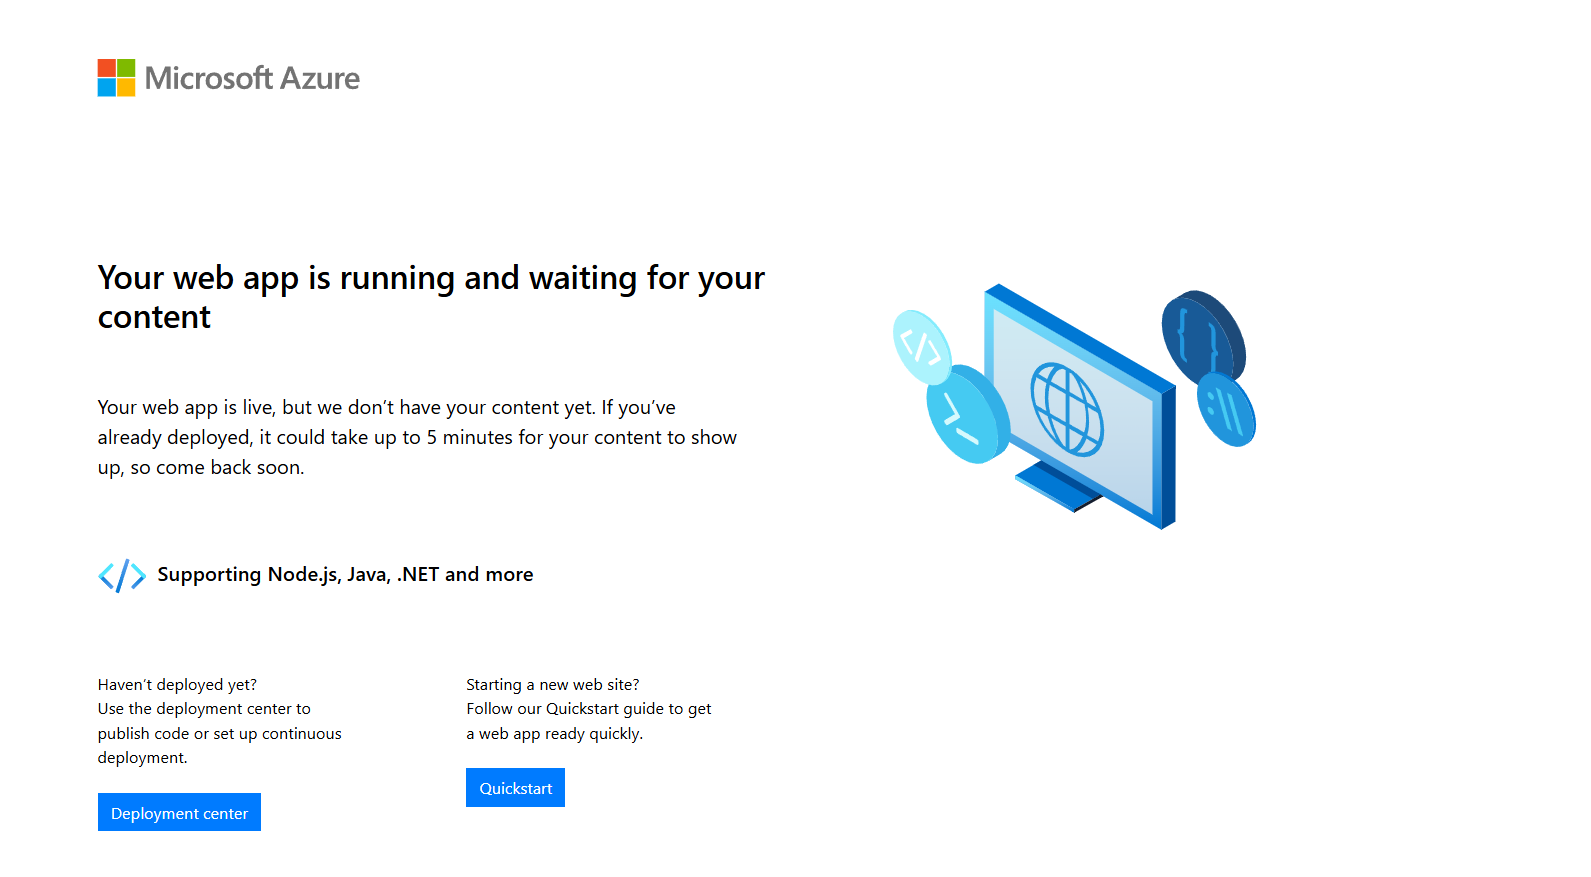 Microsoft Azure
Your web app is running and waiting for your
content
Your web app is live, but we don’t have your content yet. If you’ve
already deployed, it could take up to 5 minutes for your content to show
up, so come back soon.
</> Supporting Node.js, Java, .NET and more
Haven’t deployed yet?
Use the deployment center to
publish code or set up continuous
deployment.
Deployment center
Starting a new web site?
Follow our Quickstart guide to get
a web app ready quickly.
Quickstart